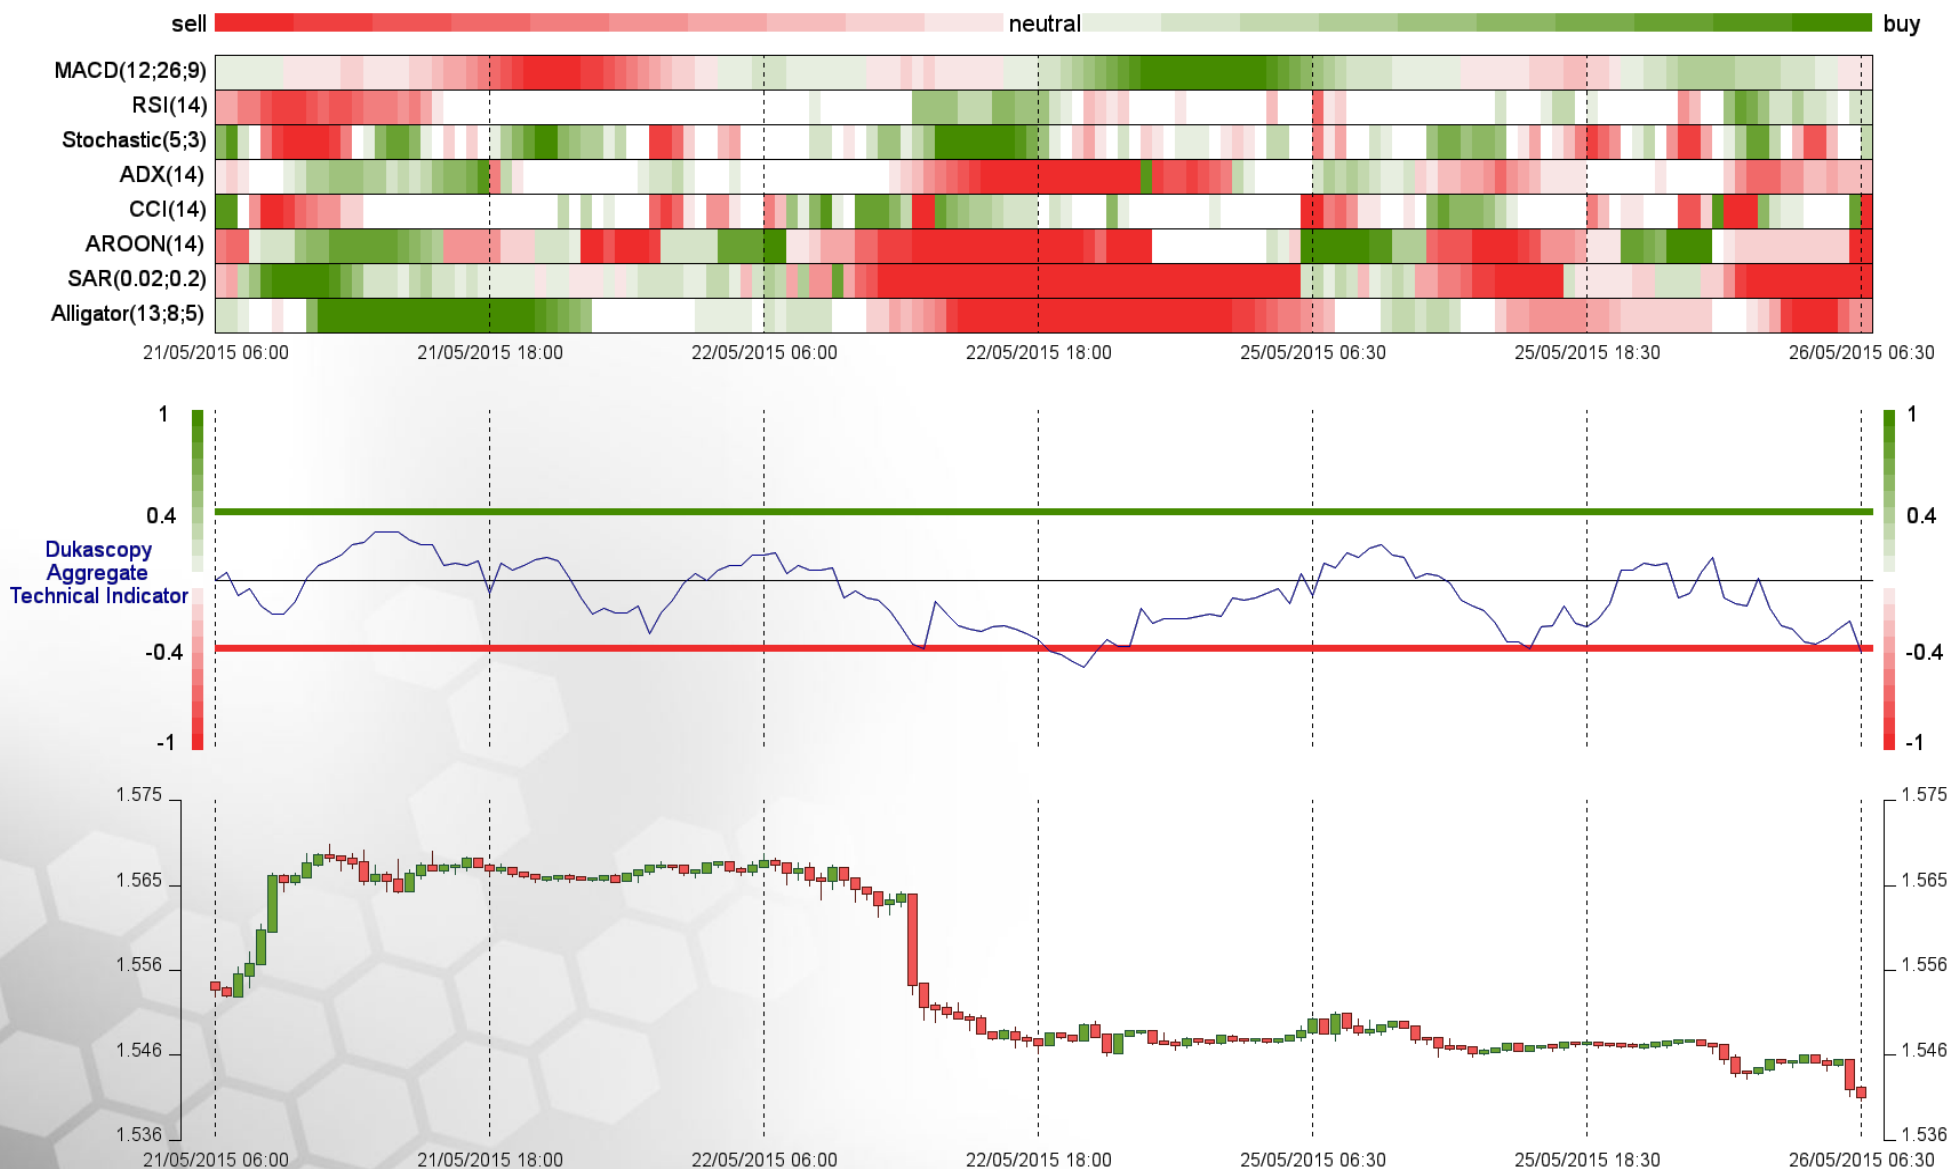 sell neutral buy
MACD(12;26;9)
RSI(14)
Stochastic(5;3)
ADX(14)
CCI(14)
AROON(14)
SAR(0.02;0.2)
Alligator(13;8;5)
21/05/2015 06:00 21/05/2015 18:00 22/05/2015 06:00 22/05/2015 18:00 25/05/2015 06:30 25/05/2015 18:30 26/05/2015 06:30
1 1
0.4 0.4
Dukascopy
Aggregate
Technical Indicator
-0.4 -0.4
-1 -1
1.575 1.575
1.565 1.565
1.556 1.556
1.546 1.546
1.536 1.536
21/05/2015 06:00 21/05/2015 18:00 22/05/2015 06:00 22/05/2015 18:00 25/05/2015 06:30 25/05/2015 18:30 26/05/2015 06:30